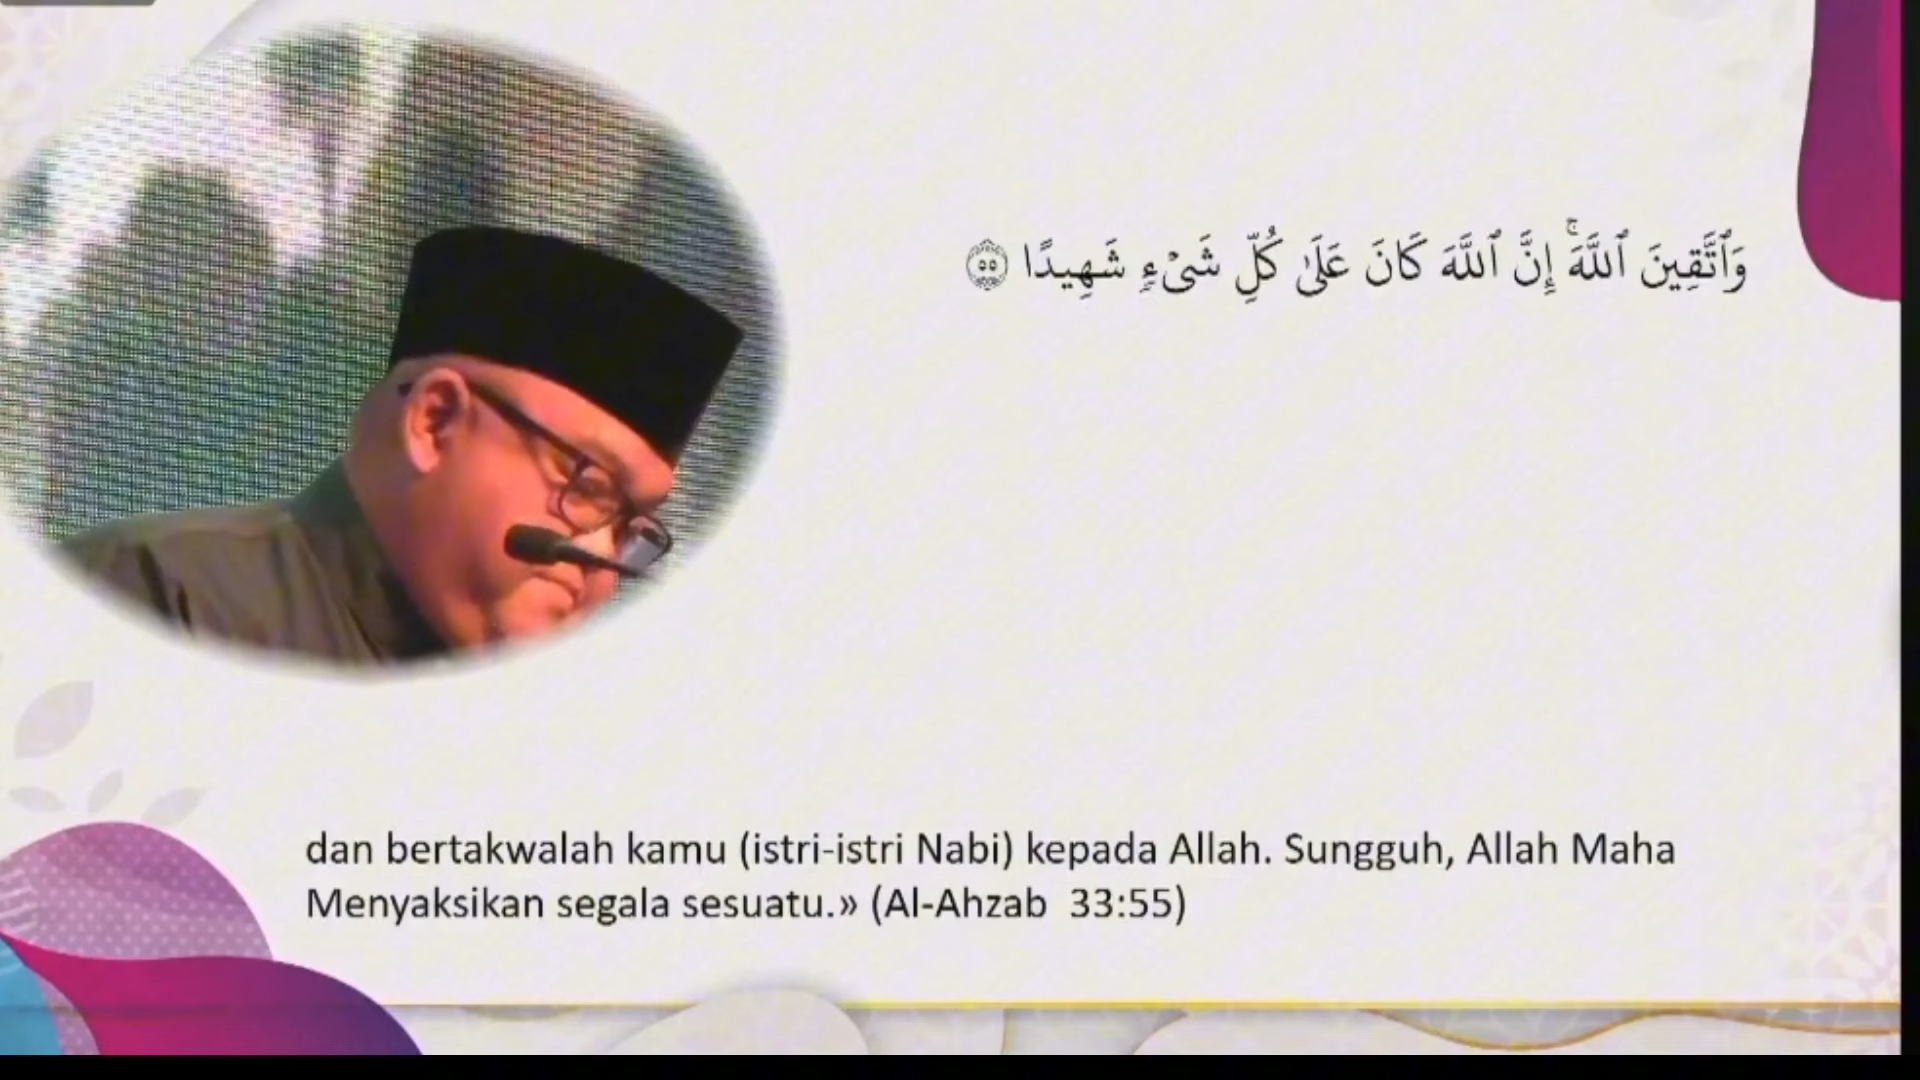 وَٱتَّقِينَ ٱللَّهَۚ إِنَّ ٱللَّهَ كَانَ عَلَىٰ كُلِّ شَىْءٍ شَهِيدًا ۝٥٥
dan bertakwalah kamu (istri-istri Nabi) kepada Allah. Sungguh, Allah Maha
Menyaksikan segala sesuatu.» (Al-Ahzab  33:55)